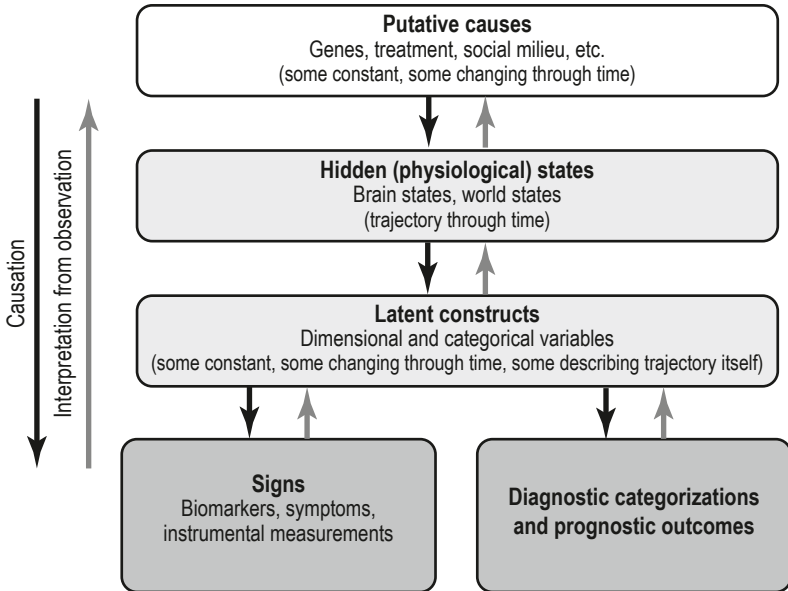 Putative causes
Genes, treatment, social milieu, etc.
(some constant, some changing through time)
Causation
Interpretation from observation
Hidden (physiological) states
Brain states, world states
(trajectory through time)
Latent constructs
Dimensional and categorical variables
(some constant, some changing through time, some describing trajectory itself)
Signs
Biomarkers, symptoms,
instrumental measurements
Diagnostic categorizations
and prognostic outcomes